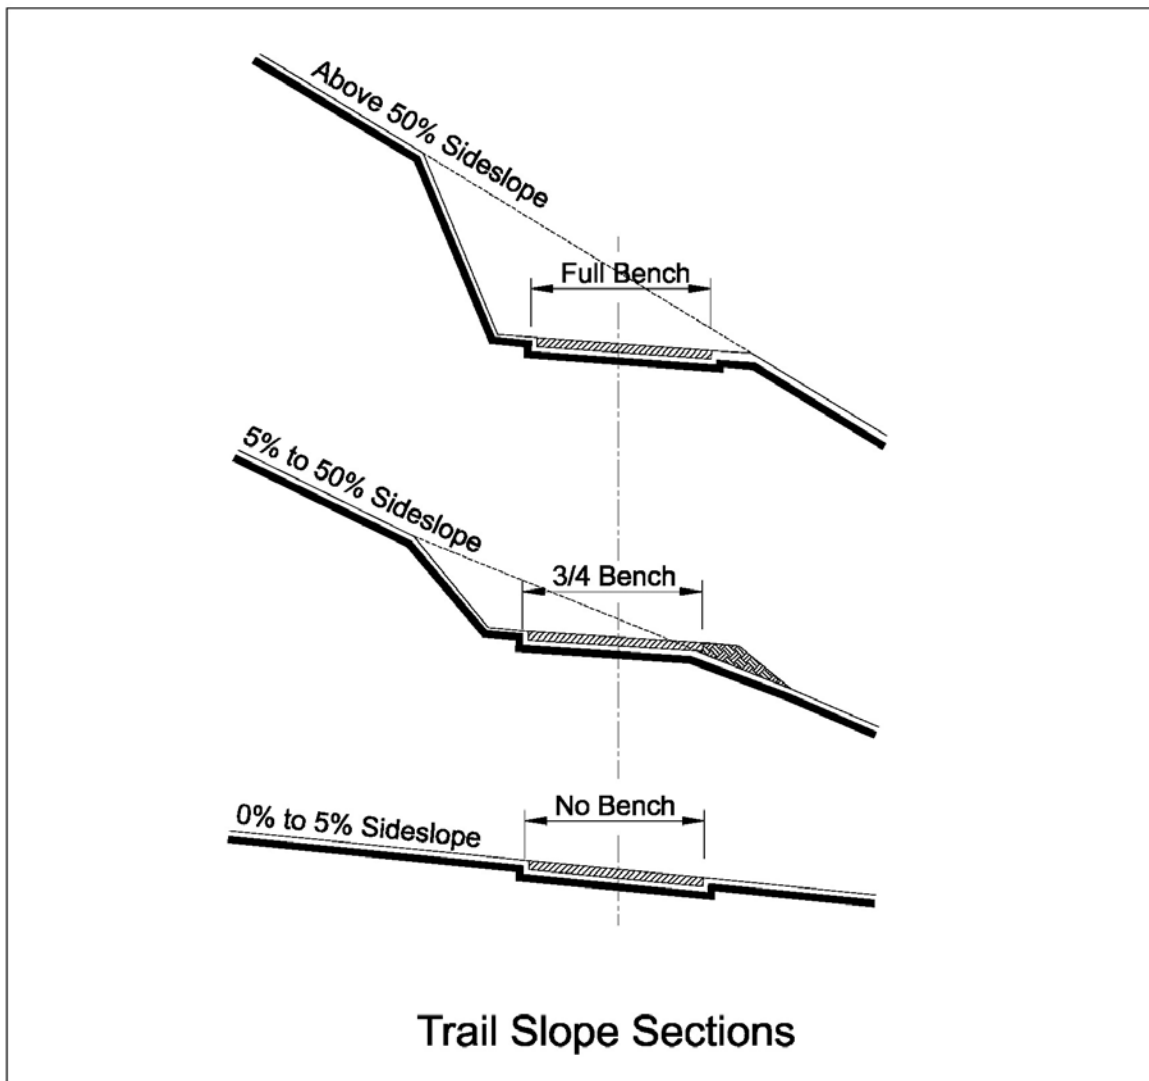 Above 50% Sideslope
Full Bench
5% to 50% Sideslope
3/4 Bench
0% to 5% Sideslope
No Bench
Trail Slope Sections